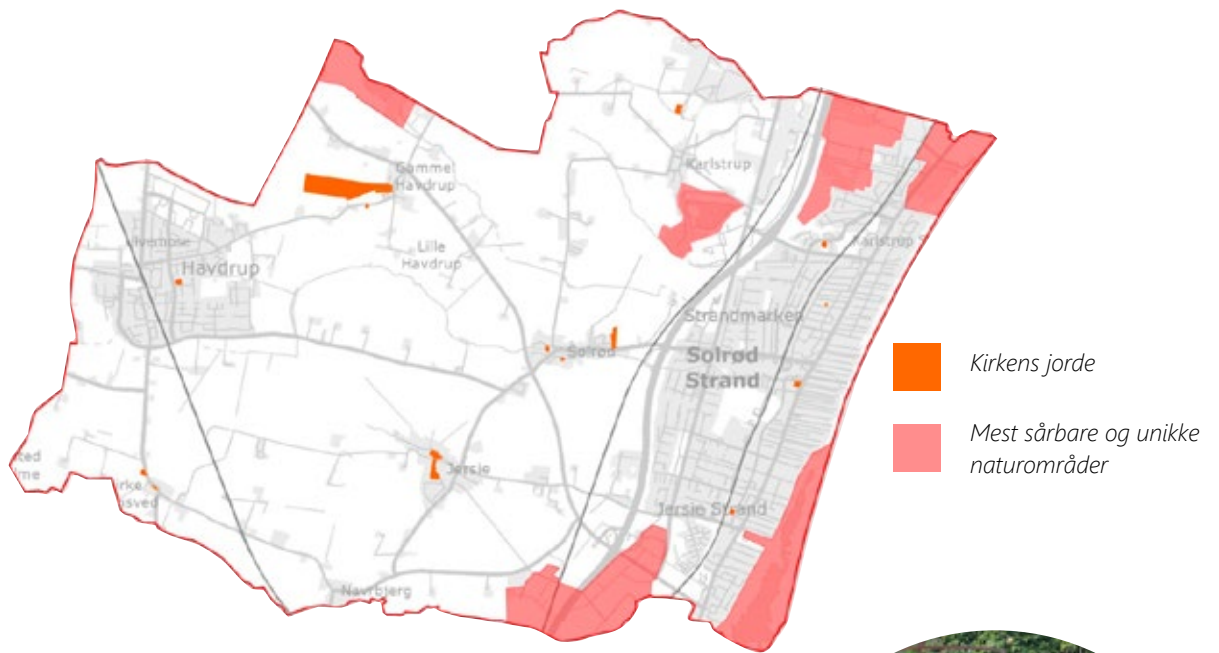 Gammel
Havdrup
Karlstrup
Lille
Havdrup
Havdrup
Karlstrup
Strandmarken
Solrød
Solrød
Strand
Jersie
Jersie Strand
Kirkens jorde
Mest sårbare og unikke
naturområder